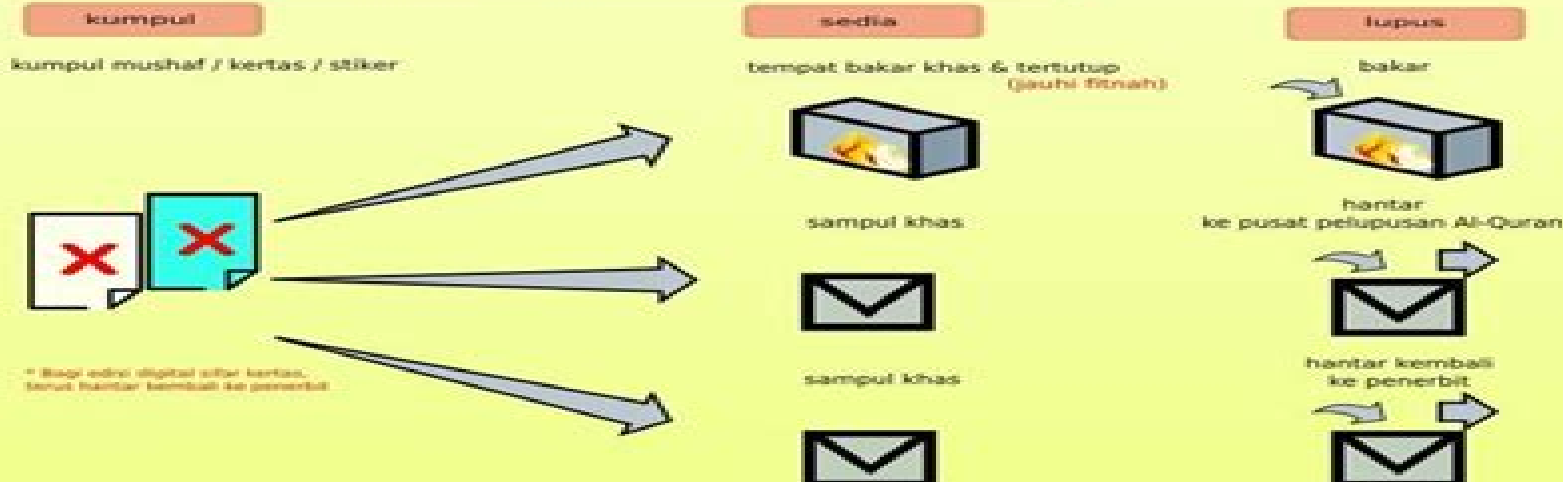 kumpul
sedia
lupus
kumpul mushaf / kertas / stiker
tempat bakar khas & tertutup
(jauhi fitnah)
bakar
sampul khas
hantar
ke pusat pelupusan Al-Quran
* Bagi edisi digital sifar kertas,
terus hantar kembali ke penerbit
sampul khas
hantar kembali
ke penerbit